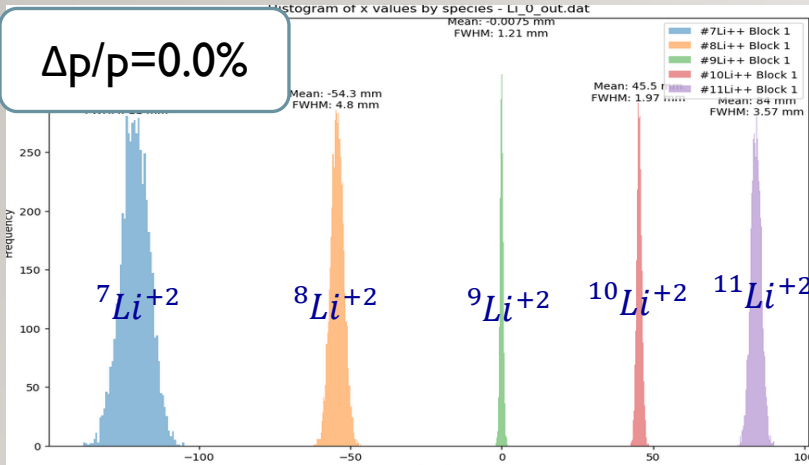 Histogram of x values by species - Li_0_out.dat
Δp/p=0.0%
Mean: -0.0075 mm
FWHM: 1.21 mm
#7Li++ Block 1
#8Li++ Block 1
#9Li++ Block 1
#10Li++ Block 1
#11Li++ Block 1
Mean: -54.3 mm
FWHM: 4.8 mm
Mean: 45.5 mm
FWHM: 1.97 mm
Mean: 84 mm
FWHM: 3.57 mm
Frequency
250
200
150
100
50
0
⁷Li⁺²
⁸Li⁺²
⁹Li⁺²
¹⁰Li⁺²
¹¹Li⁺²
−100
−50
0
50